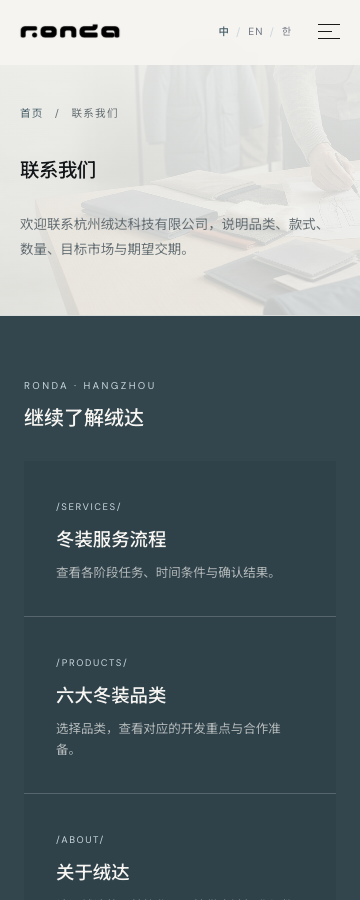 ronda
中 / EN / 한
首页 / 联系我们
联系我们
欢迎联系杭州绒达科技有限公司，说明品类、款式、
数量、目标市场与期望交期。
RONDA · HANGZHOU
继续了解绒达
/SERVICES/
冬装服务流程
查看各阶段任务、时间条件与确认结果。
/PRODUCTS/
六大冬装品类
选择品类，查看对应的开发重点与合作准
备。
/ABOUT/
关于绒达